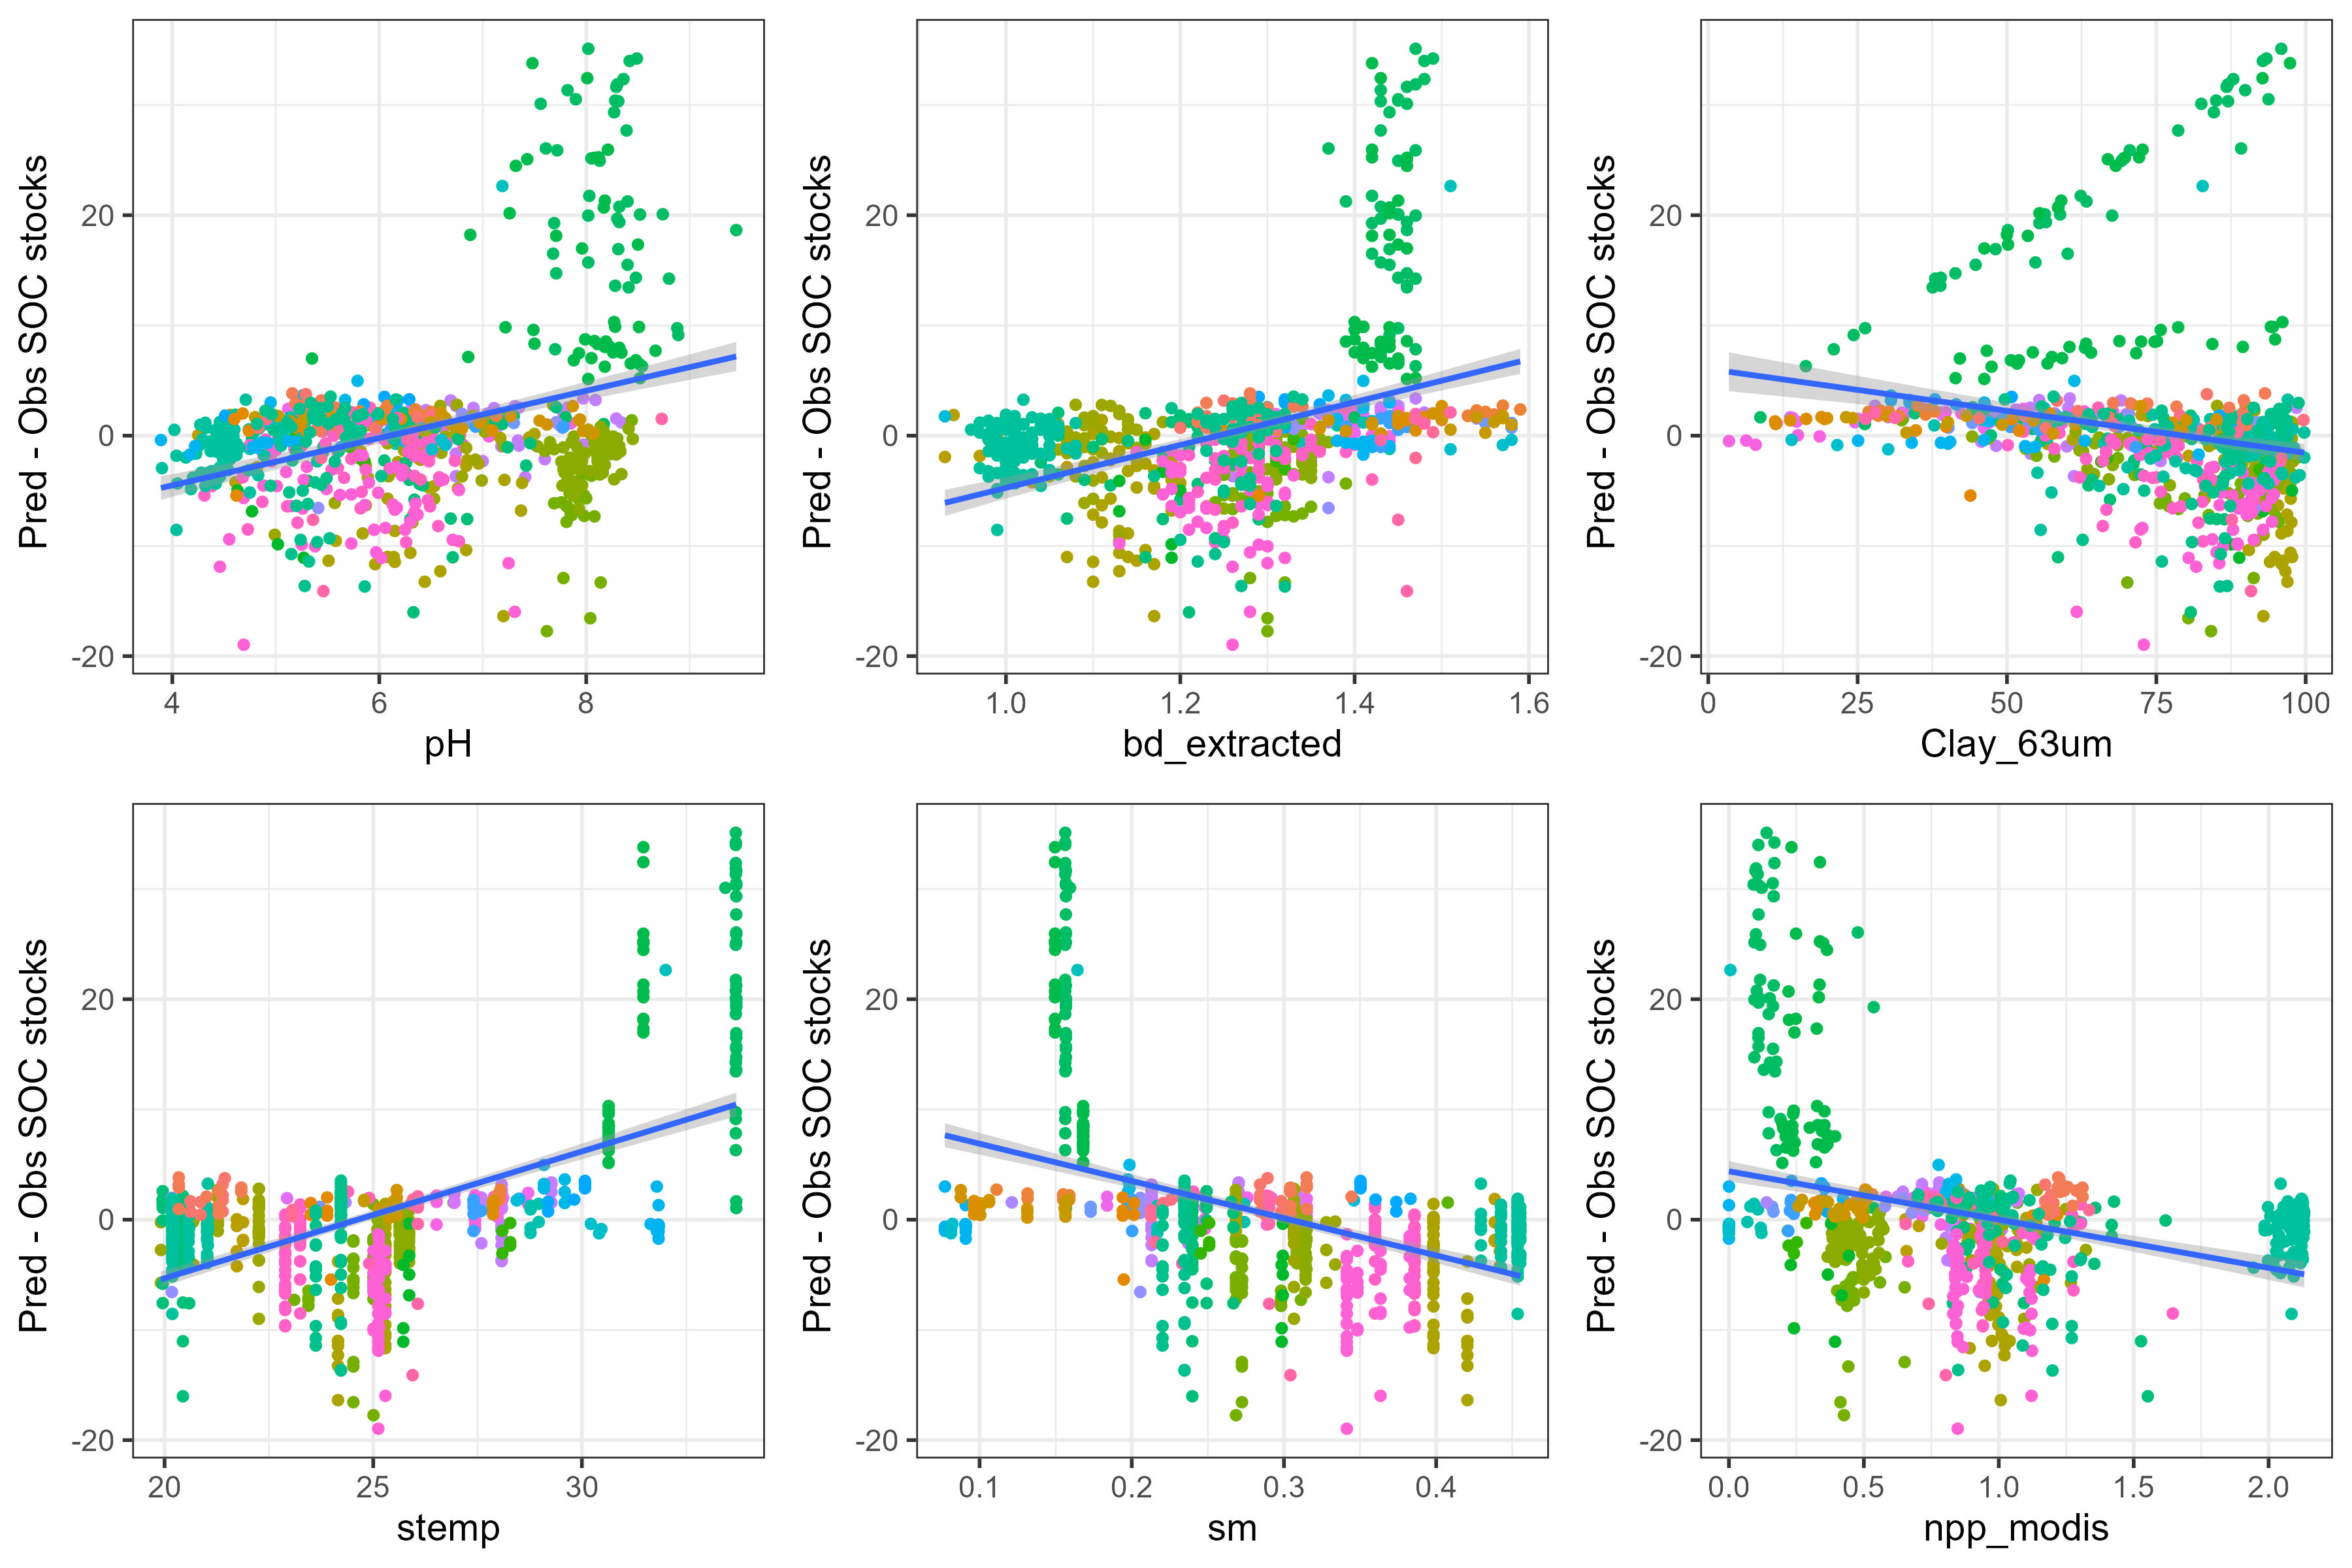 Pred - Obs SOC stocks
20
0
-20
4 6 8
pH
Pred - Obs SOC stocks
20
0
-20
1.0 1.2 1.4 1.6
bd_extracted
Pred - Obs SOC stocks
20
0
-20
0 25 50 75 100
Clay_63um
Pred - Obs SOC stocks
20
0
-20
20 25 30
stemp
Pred - Obs SOC stocks
20
0
-20
0.1 0.2 0.3 0.4
sm
Pred - Obs SOC stocks
20
0
-20
0.0 0.5 1.0 1.5 2.0
npp_modis